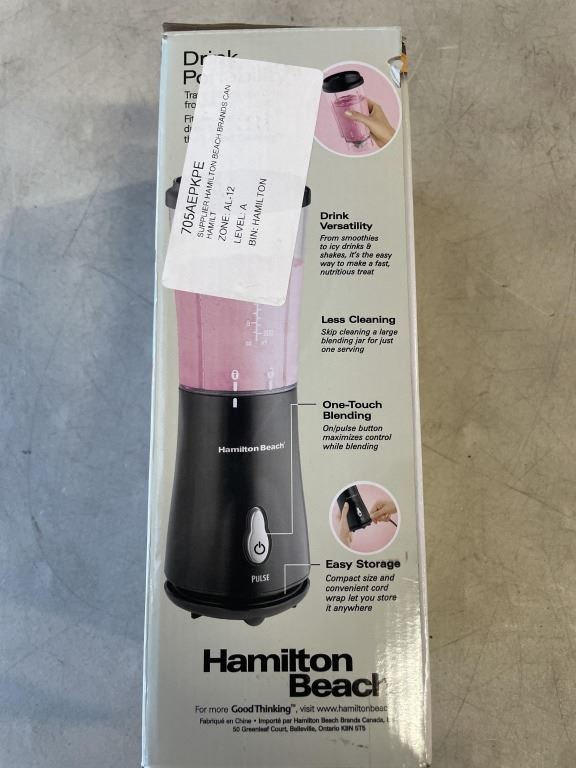 Dr
Po
Tra
fro
Fit
dr
th
705AEPKPE
SUPPLIER HAMILTON BEACH BRANDS CAN
HAMILT
ZONE: AL-12
LEVEL: A
BIN: HAMILTON
Drink
Versatility
From smoothies
to icy drinks &
shakes, it's the easy
way to make a fast,
nutritious treat
Less Cleaning
Skip cleaning a large
blending jar for just
one serving
One-Touch
Blending
On/pulse button
maximizes control
while blending
Hamilton Beach
PULSE
Easy Storage
Compact size and
convenient cord
wrap let you store
it anywhere
Hamilton
Beach
For more Good Thinking™, visit www.hamiltonbeac
Fabriqué en Chine • Importé par Hamilton Beach Brands Canada,
50 Greenleaf Court, Belleville, Ontario K8N 5T5